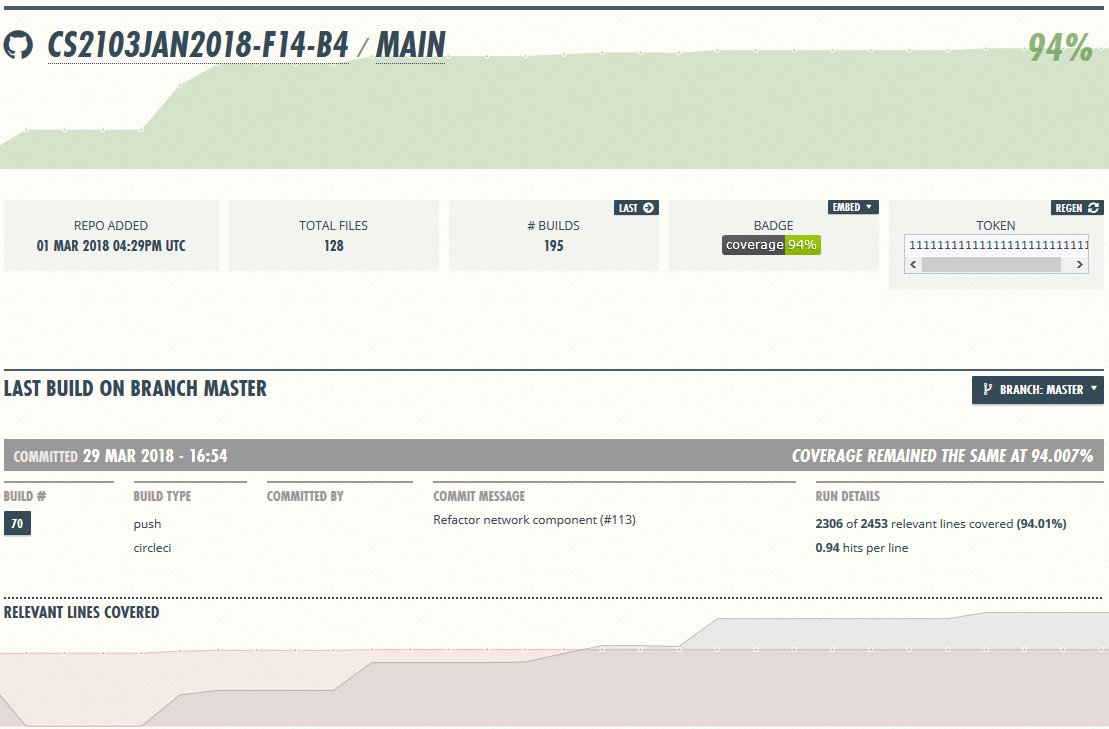 CS2103JAN2018-F14-B4 / MAIN
94%
REPO ADDED
01 MAR 2018 04:29PM UTC
TOTAL FILES
128
LAST
# BUILDS
195
EMBED
BADGE
coverage 94%
REGEN
TOKEN
11111111111111111111111111
LAST BUILD ON BRANCH MASTER
BRANCH: MASTER
COMMITTED 29 MAR 2018 - 16:54
COVERAGE REMAINED THE SAME AT 94.007%
BUILD #
70
BUILD TYPE
push
circleci
COMMITTED BY
COMMIT MESSAGE
Refactor network component (#113)
RUN DETAILS
2306 of 2453 relevant lines covered (94.01%)
0.94 hits per line
RELEVANT LINES COVERED